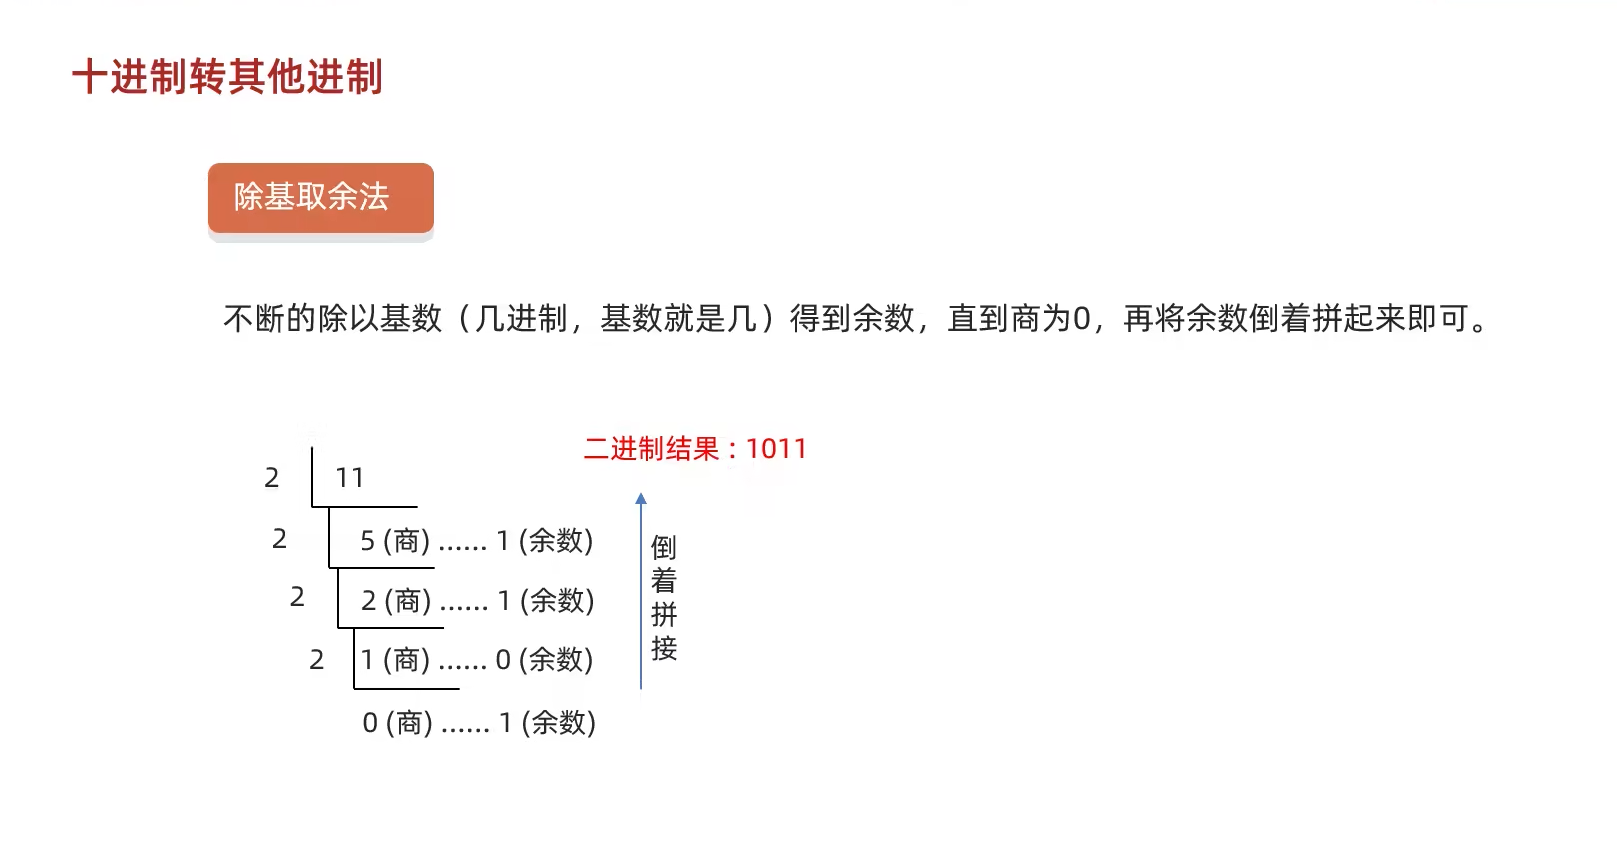 十进制转其他进制
除基取余法
不断的除以基数（几进制，基数就是几）得到余数，直到商为0，再将余数倒着拼起来即可。
二进制结果：1011
2 11
2 5 (商) ...... 1 (余数)
2 2 (商) ...... 1 (余数)
2 1 (商) ...... 0 (余数)
0 (商) ...... 1 (余数)
倒着拼接